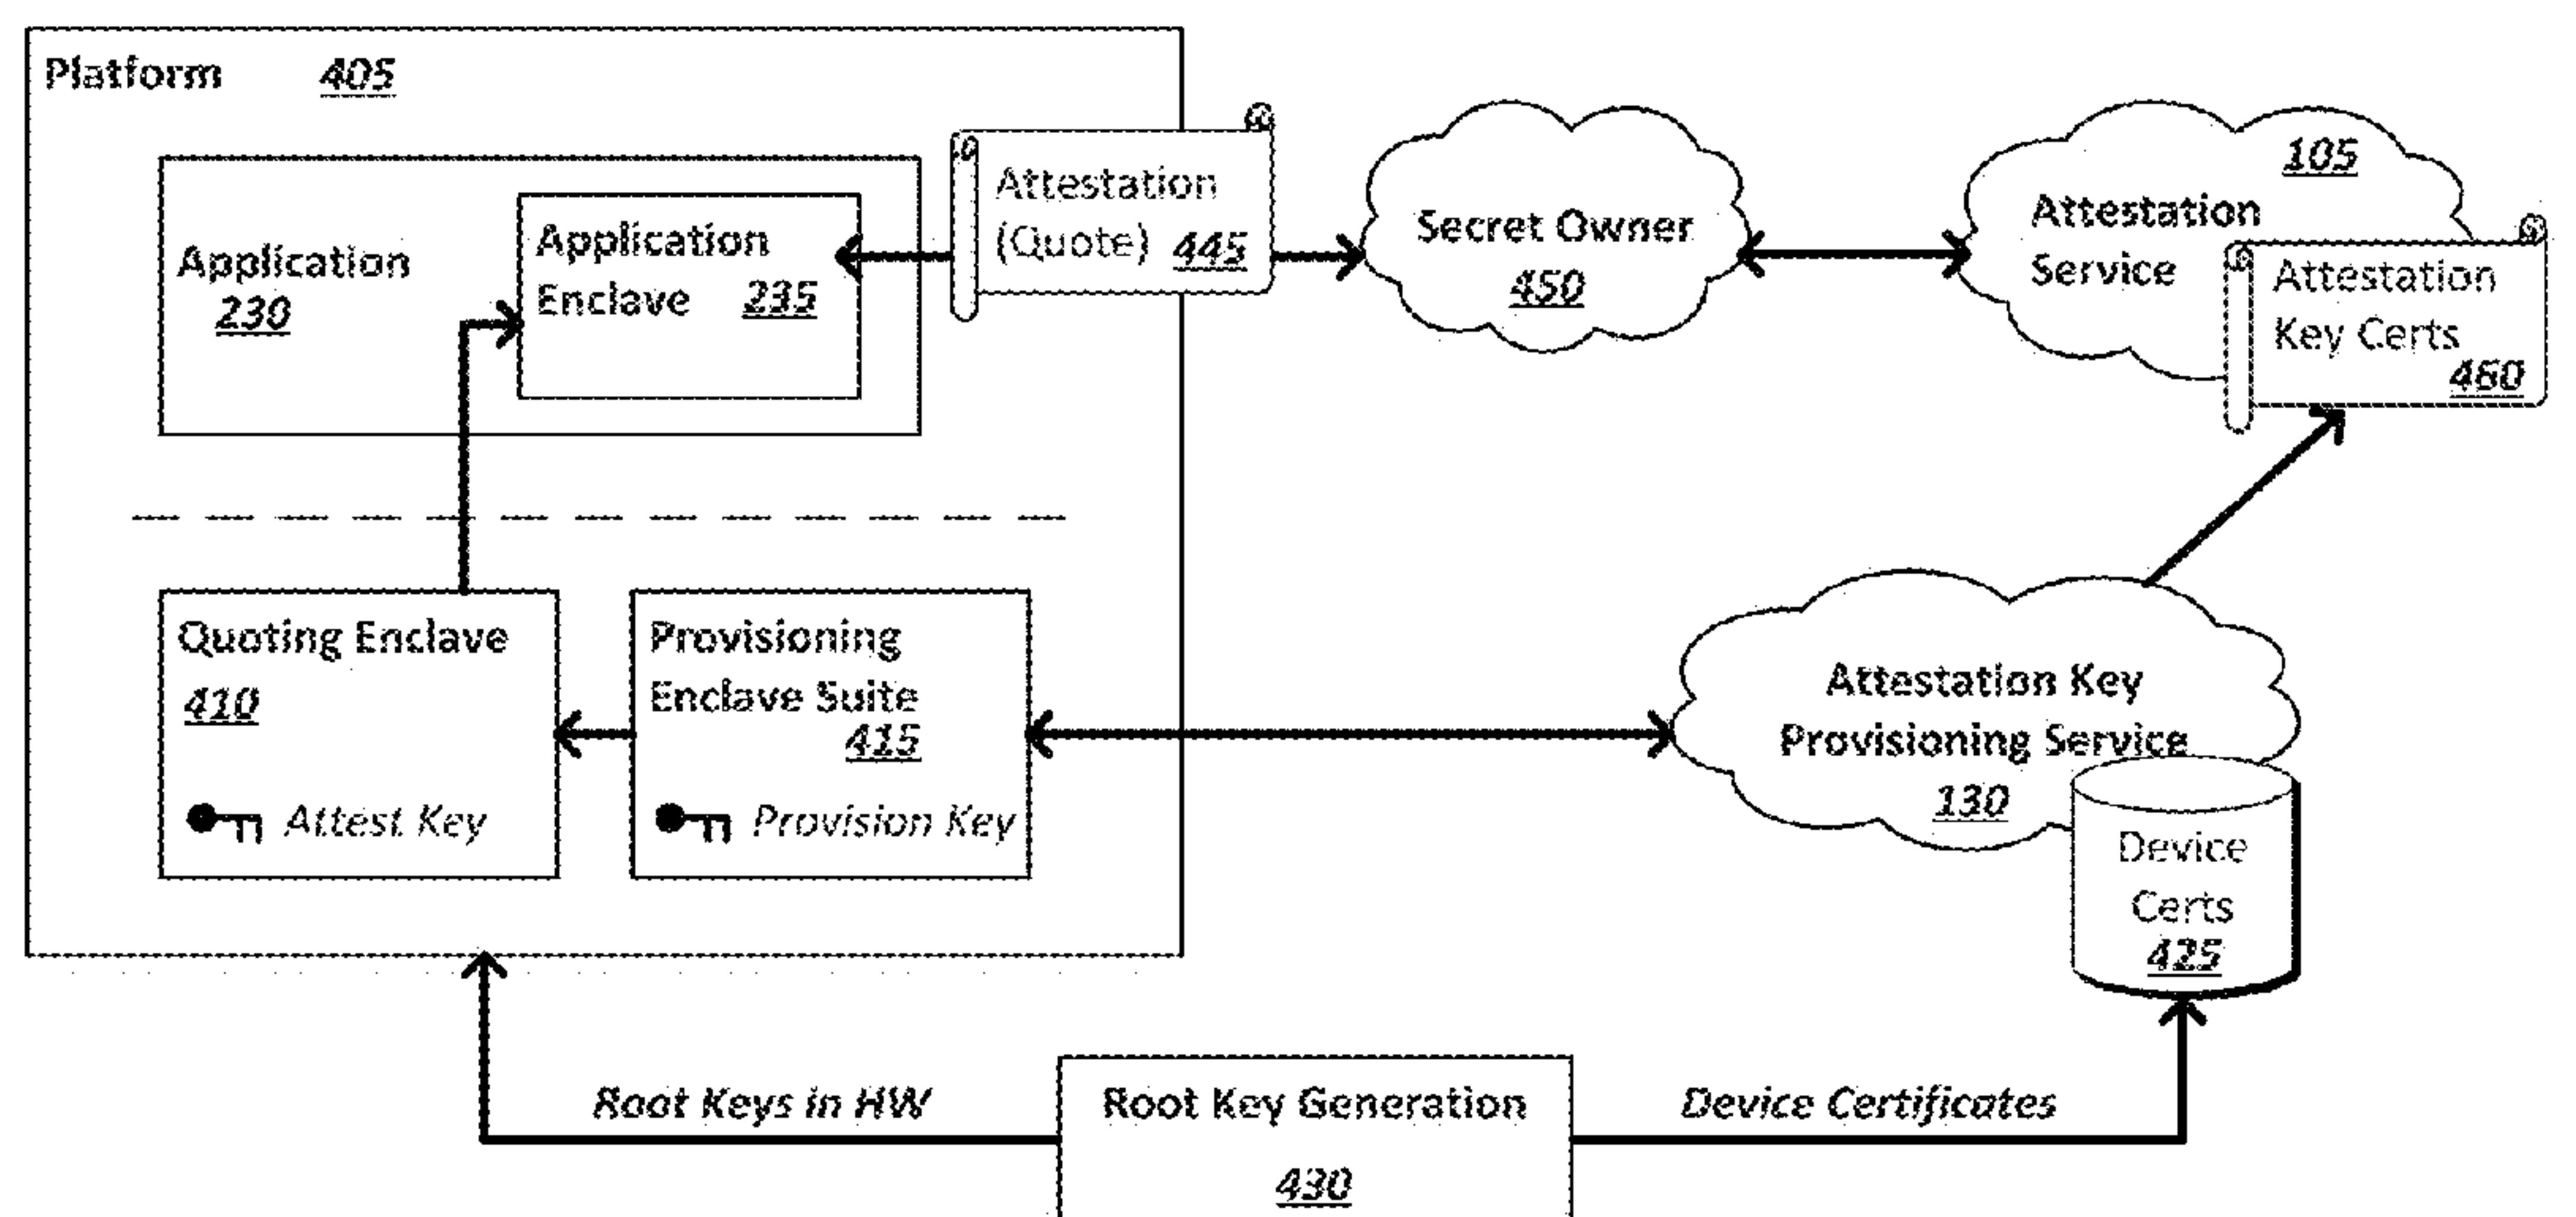 Platform 405
Application
230
Application
Enclave 235
Attestation
(Quote) 445
Secret Owner
450
105
Attestation
Service
Attestation
Key Certs
460
Quoting Enclave
410
Attest Key
Provisioning
Enclave Suite
415
Provision Key
Attestation Key
Provisioning Service
130
Device
Certs
425
Root Keys in HW
Root Key Generation
430
Device Certificates